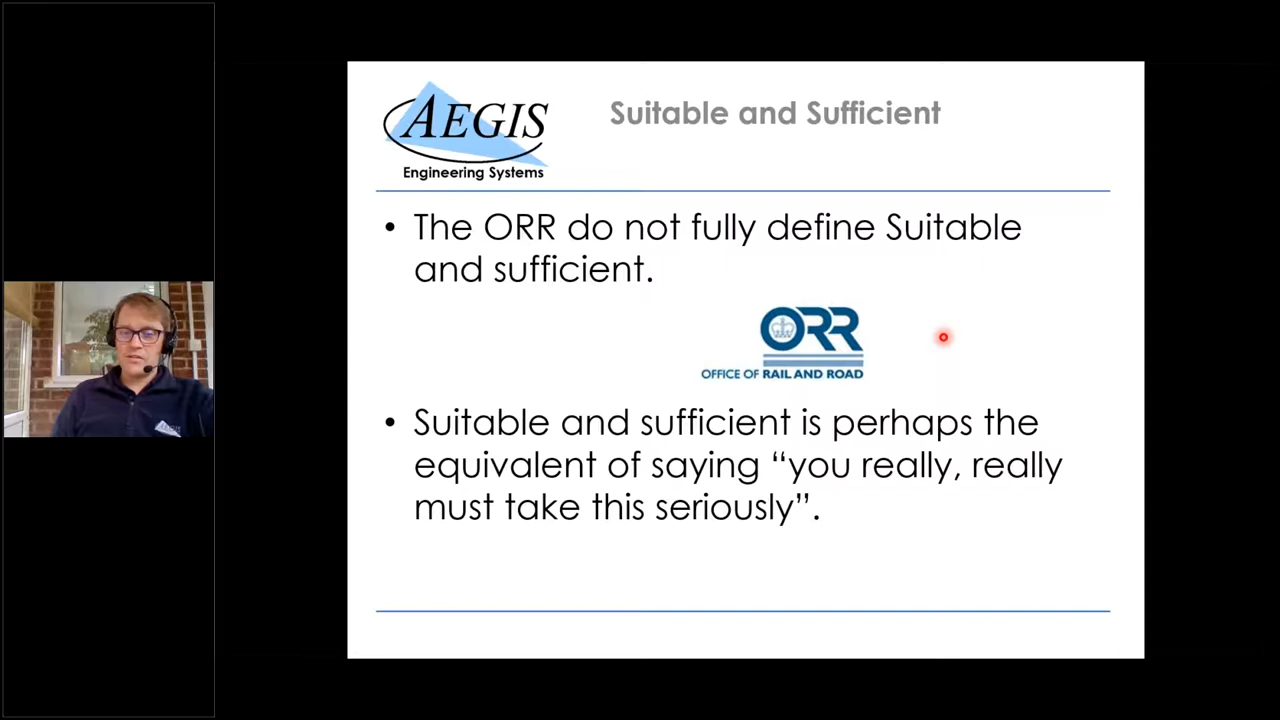 AEGIS
Engineering Systems
Suitable and Sufficient
• The ORR do not fully define Suitable
and sufficient.
ORR
OFFICE OF RAIL AND ROAD
• Suitable and sufficient is perhaps the
equivalent of saying “you really, really
must take this seriously”.
AEGIS